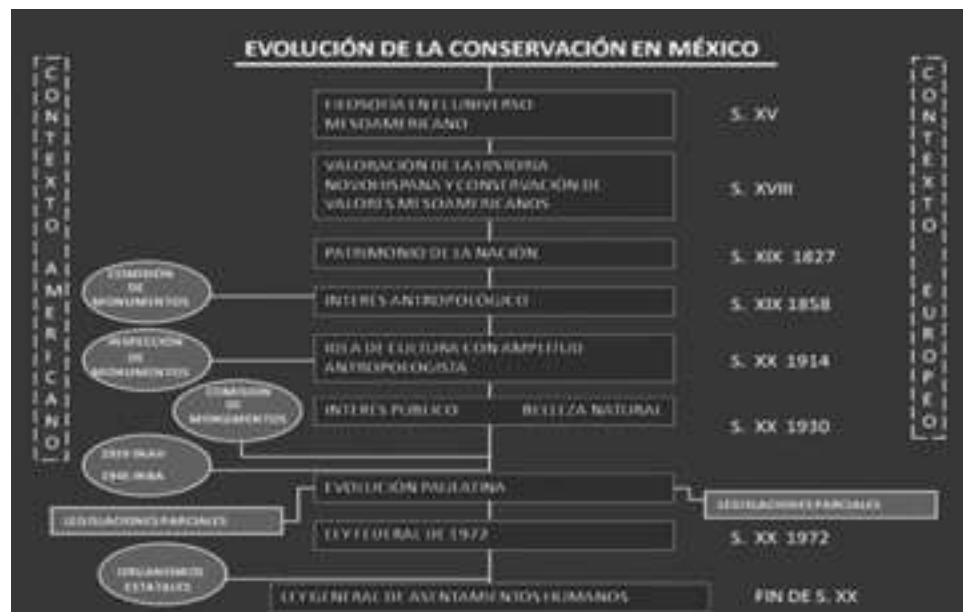 EVOLUCIÓN DE LA CONSERVACIÓN EN MÉXICO
CONTEXTO AMERICANO
CONTEXTO EUROPEO
FILOSOFÍA EN EL UNIVERSO
MESOAMERICANO
S. XV
VALORACIÓN DE LA HISTORIA
NOVOHISPANA Y CONSERVACIÓN DE
VALORES MESOAMERICANOS
S. XVIII
PATRIMONIO DE LA NACIÓN
S. XIX 1827
COMISIÓN
DE
MONUMENTOS
INTERÉS ANTROPOLÓGICO
S. XIX 1858
INSPECCIÓN
DE
MONUMENTOS
IDEA DE CULTURA CON AMPLITUD
ANTROPOLOGISTA
S. XX 1914
COMISIÓN
DE
MONUMENTOS
INTERÉS PÚBLICO BELLEZA NATURAL
S. XX 1930
1939 INAH
1946 INBA
EVOLUCIÓN PAULATINA
LEGISLACIONES PARCIALES
LEGISLACIONES PARCIALES
LEY FEDERAL DE 1972
S. XX 1972
ORGANISMOS
ESTATALES
LEY GENERAL DE ASENTAMIENTOS HUMANOS
FIN DE S. XX